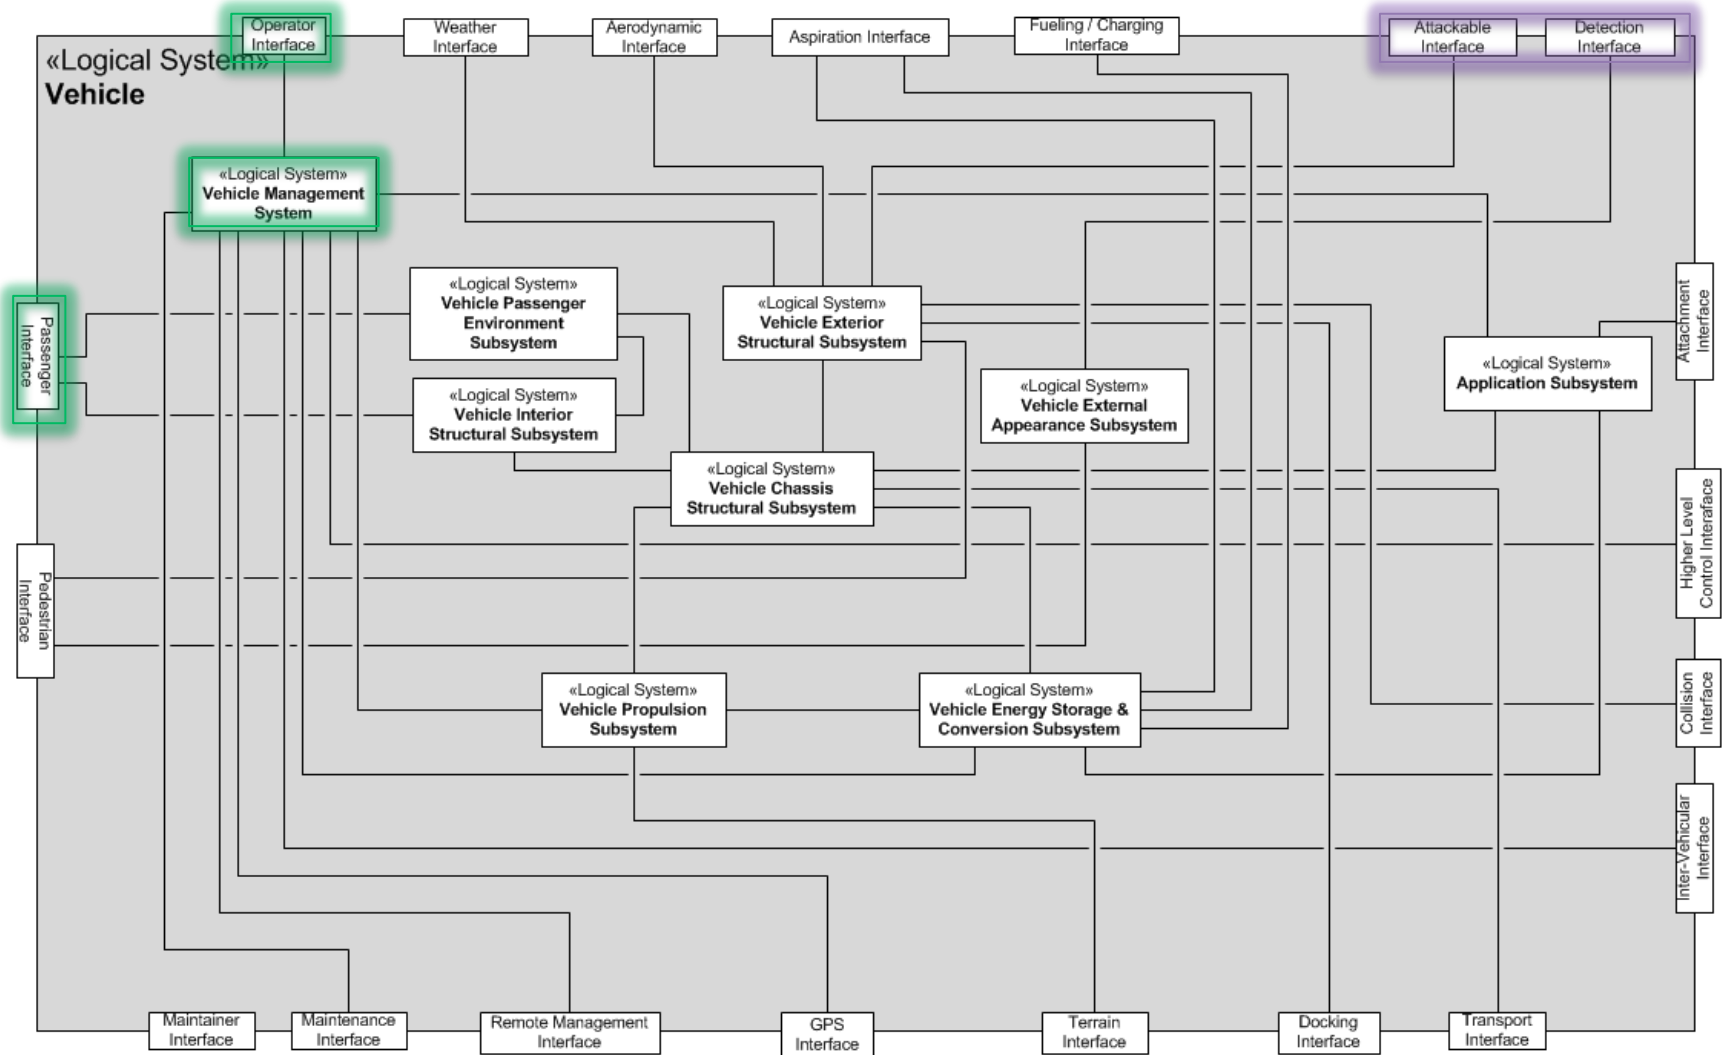 Operator
Interface
Weather
Interface
Aerodynamic
Interface
Aspiration Interface
Fueling / Charging
Interface
Attackable
Interface
Detection
Interface
«Logical System»
Vehicle
«Logical System»
Vehicle Management
System
«Logical System»
Vehicle Passenger
Environment
Subsystem
«Logical System»
Vehicle Exterior
Structural Subsystem
Attachment
Interface
Passenger
Interface
«Logical System»
Application Subsystem
«Logical System»
Vehicle Interior
Structural Subsystem
«Logical System»
Vehicle External
Appearance Subsystem
«Logical System»
Vehicle Chassis
Structural Subsystem
Higher Level
Control Interaface
Pedestrian
Interface
«Logical System»
Vehicle Propulsion
Subsystem
«Logical System»
Vehicle Energy Storage &
Conversion Subsystem
Collision
Interface
Inter-Vehicular
Interface
Maintainer
Interface
Maintenance
Interface
Remote Management
Interface
GPS
Interface
Terrain
Interface
Docking
Interface
Transport
Interface